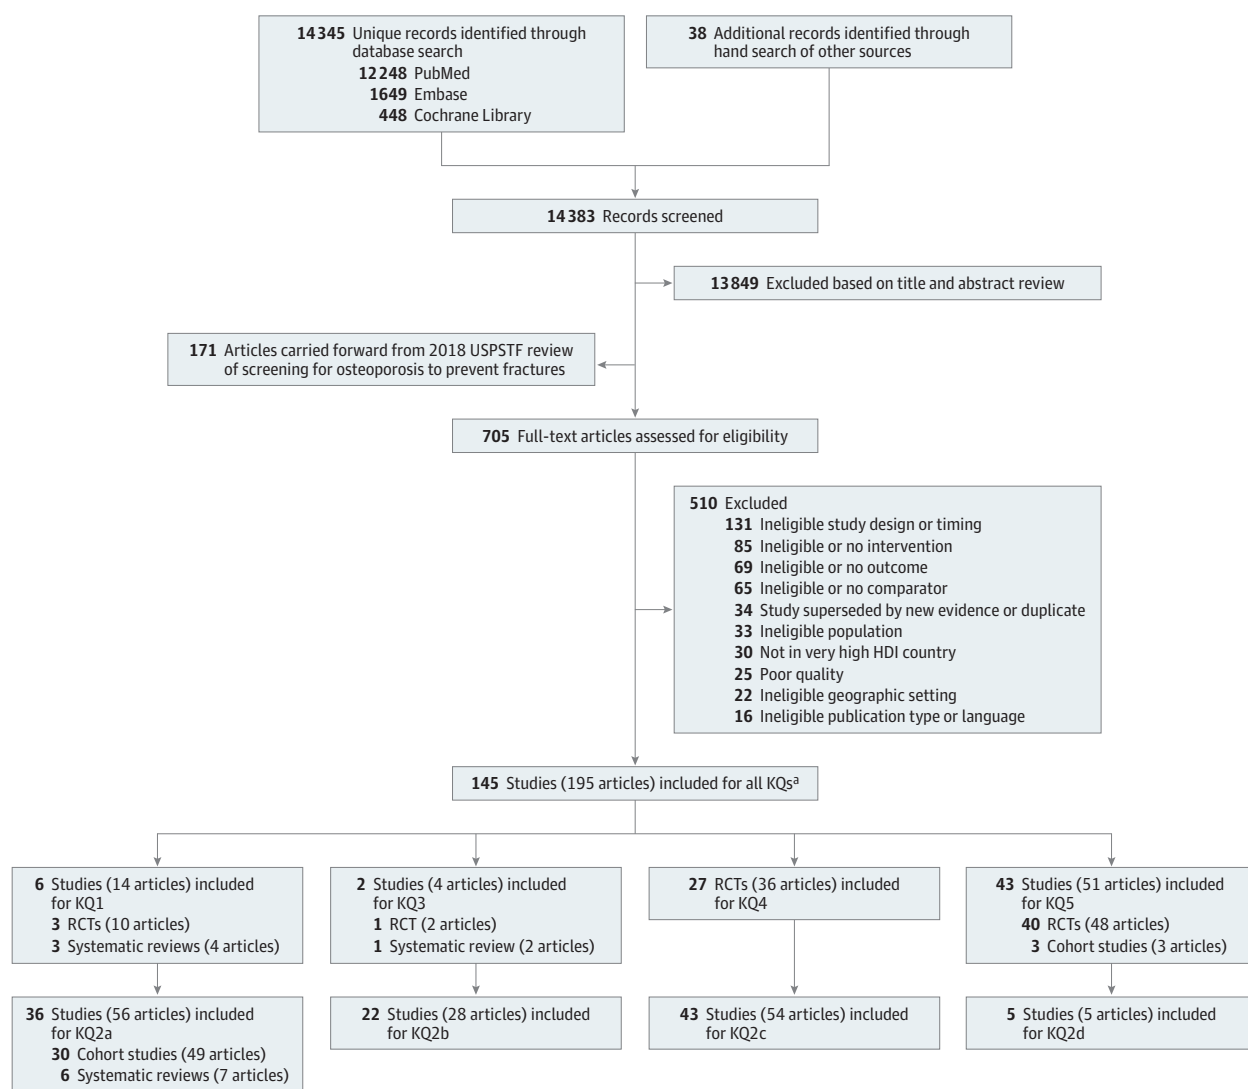 14 345 Unique records identified through
database search
12 248 PubMed
1649 Embase
448 Cochrane Library
38 Additional records identified through
hand search of other sources
14 383 Records screened
13 849 Excluded based on title and abstract review
171 Articles carried forward from 2018 USPSTF review
of screening for osteoporosis to prevent fractures
705 Full-text articles assessed for eligibility
510 Excluded
131 Ineligible study design or timing
85 Ineligible or no intervention
69 Ineligible or no outcome
65 Ineligible or no comparator
34 Study superseded by new evidence or duplicate
33 Ineligible population
30 Not in very high HDI country
25 Poor quality
22 Ineligible geographic setting
16 Ineligible publication type or language
145 Studies (195 articles) included for all KQsᵃ
6 Studies (14 articles) included
for KQ1
3 RCTs (10 articles)
3 Systematic reviews (4 articles)
2 Studies (4 articles) included
for KQ3
1 RCT (2 articles)
1 Systematic review (2 articles)
27 RCTs (36 articles) included
for KQ4
43 Studies (51 articles) included
for KQ5
40 RCTs (48 articles)
3 Cohort studies (3 articles)
36 Studies (56 articles) included
for KQ2a
30 Cohort studies (49 articles)
6 Systematic reviews (7 articles)
22 Studies (28 articles) included
for KQ2b
43 Studies (54 articles) included
for KQ2c
5 Studies (5 articles) included
for KQ2d